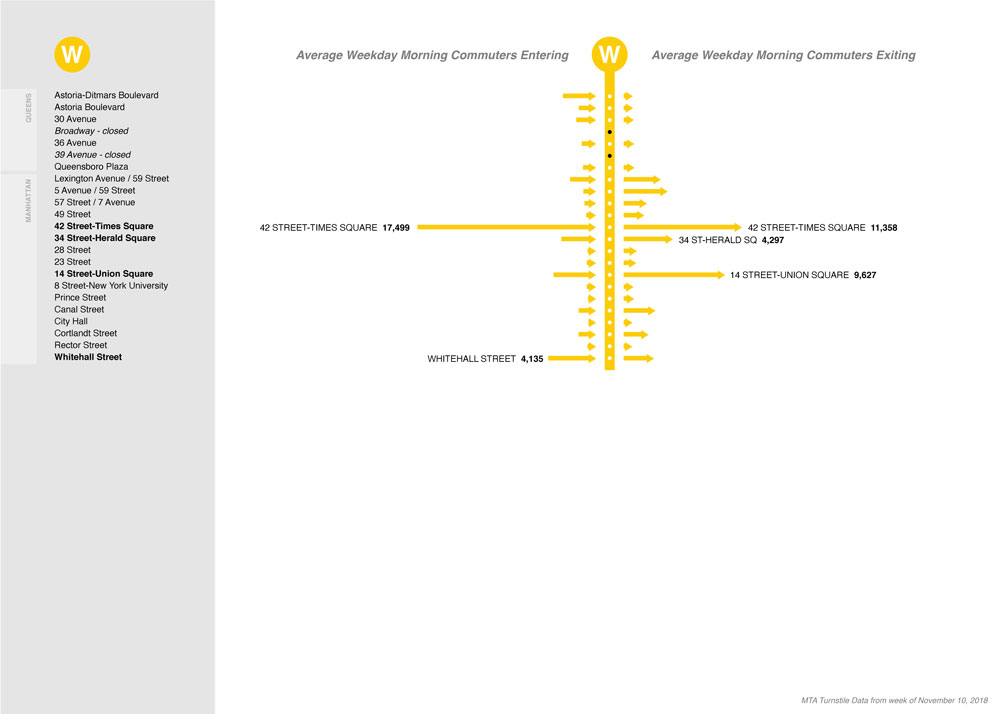 W
QUEENS
Astoria-Ditmars Boulevard
Astoria Boulevard
30 Avenue
Broadway - closed
36 Avenue
39 Avenue - closed
Queensboro Plaza
MANHATTAN
Lexington Avenue / 59 Street
5 Avenue / 59 Street
57 Street / 7 Avenue
49 Street
42 Street-Times Square
34 Street-Herald Square
28 Street
23 Street
14 Street-Union Square
8 Street-New York University
Prince Street
Canal Street
City Hall
Cortlandt Street
Rector Street
Whitehall Street
Average Weekday Morning Commuters Entering
W
Average Weekday Morning Commuters Exiting
42 STREET-TIMES SQUARE 17,499
42 STREET-TIMES SQUARE 11,358
34 ST-HERALD SQ 4,297
14 STREET-UNION SQUARE 9,627
WHITEHALL STREET 4,135
MTA Turnstile Data from week of November 10, 2018